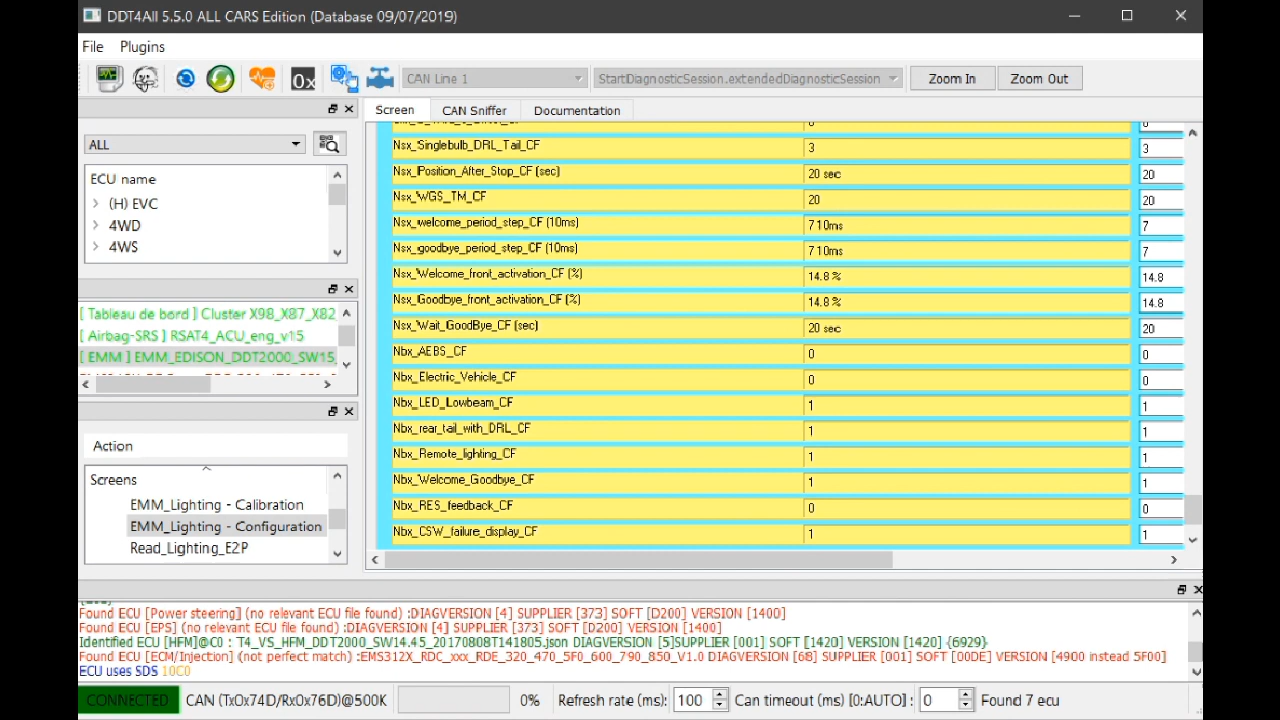 DDT4All 5.5.0 ALL CARS Edition (Database 09/07/2019)
File Plugins
0x CAN Line 1 StartDiagnosticSession.extendedDiagnosticSession Zoom In Zoom Out
Screen CAN Sniffer Documentation
ALL
ECU name
(H) EVC
4WD
4WS
[ Tableau de bord ] Cluster X98_X87_X82
[ Airbag-SRS ] RSAT4_ACU_eng_v15
[ EMM ] EMM_EDISON_DDT2000_SW15_
Action
Screens
EMM_Lighting - Calibration
EMM_Lighting - Configuration
Read_Lighting_E2P
Nsx_Singlebulb_DRL_Tail_CF 3 3
Nsx_Position_After_Stop_CF (sec) 20 sec 20
Nsx_WGS_TM_CF 20 20
Nsx_welcome_period_step_CF (10ms) 7 10ms 7
Nsx_goodbye_period_step_CF (10ms) 7 10ms 7
Nsx_Welcome_front_activation_CF (%) 14.8 % 14.8
Nsx_Goodbye_front_activation_CF (%) 14.8 % 14.8
Nsx_Wait_GoodBye_CF (sec) 20 sec 20
Nbx_AEBS_CF 0 0
Nbx_Electric_Vehicle_CF 0 0
Nbx_LED_Lowbeam_CF 1 1
Nbx_rear_tail_with_DRL_CF 1 1
Nbx_Remote_lighting_CF 1 1
Nbx_Welcome_Goodbye_CF 1 1
Nbx_RES_feedback_CF 0 0
Nbx_CSW_failure_display_CF 1 1
Found ECU [Power steering] (no relevant ECU file found) :DIAGVERSION [4] SUPPLIER [373] SOFT [D200] VERSION [1400]
Found ECU [EPS] (no relevant ECU file found) :DIAGVERSION [4] SUPPLIER [373] SOFT [D200] VERSION [1400]
Identified ECU [HFM]@C0 : T4_VS_HFM_DDT2000_SW14.45_20170808T141805.json DIAGVERSION [5]SUPPLIER [001] SOFT [1420] VERSION [1420] {6929}
Found ECU [ECM/Injection] (not perfect match) :EMS312X_RDC_xxx_RDE_320_470_5F0_600_790_850_V1.0 DIAGVERSION [68] SUPPLIER [001] SOFT [00DE] VERSION [4900 instead 5F00]
ECU uses SDS 10C0
CONNECTED CAN (Tx0x74D/Rx0x76D)@500K 0% Refresh rate (ms): 100 Can timeout (ms) [0:AUTO] : 0 Found 7 ecu